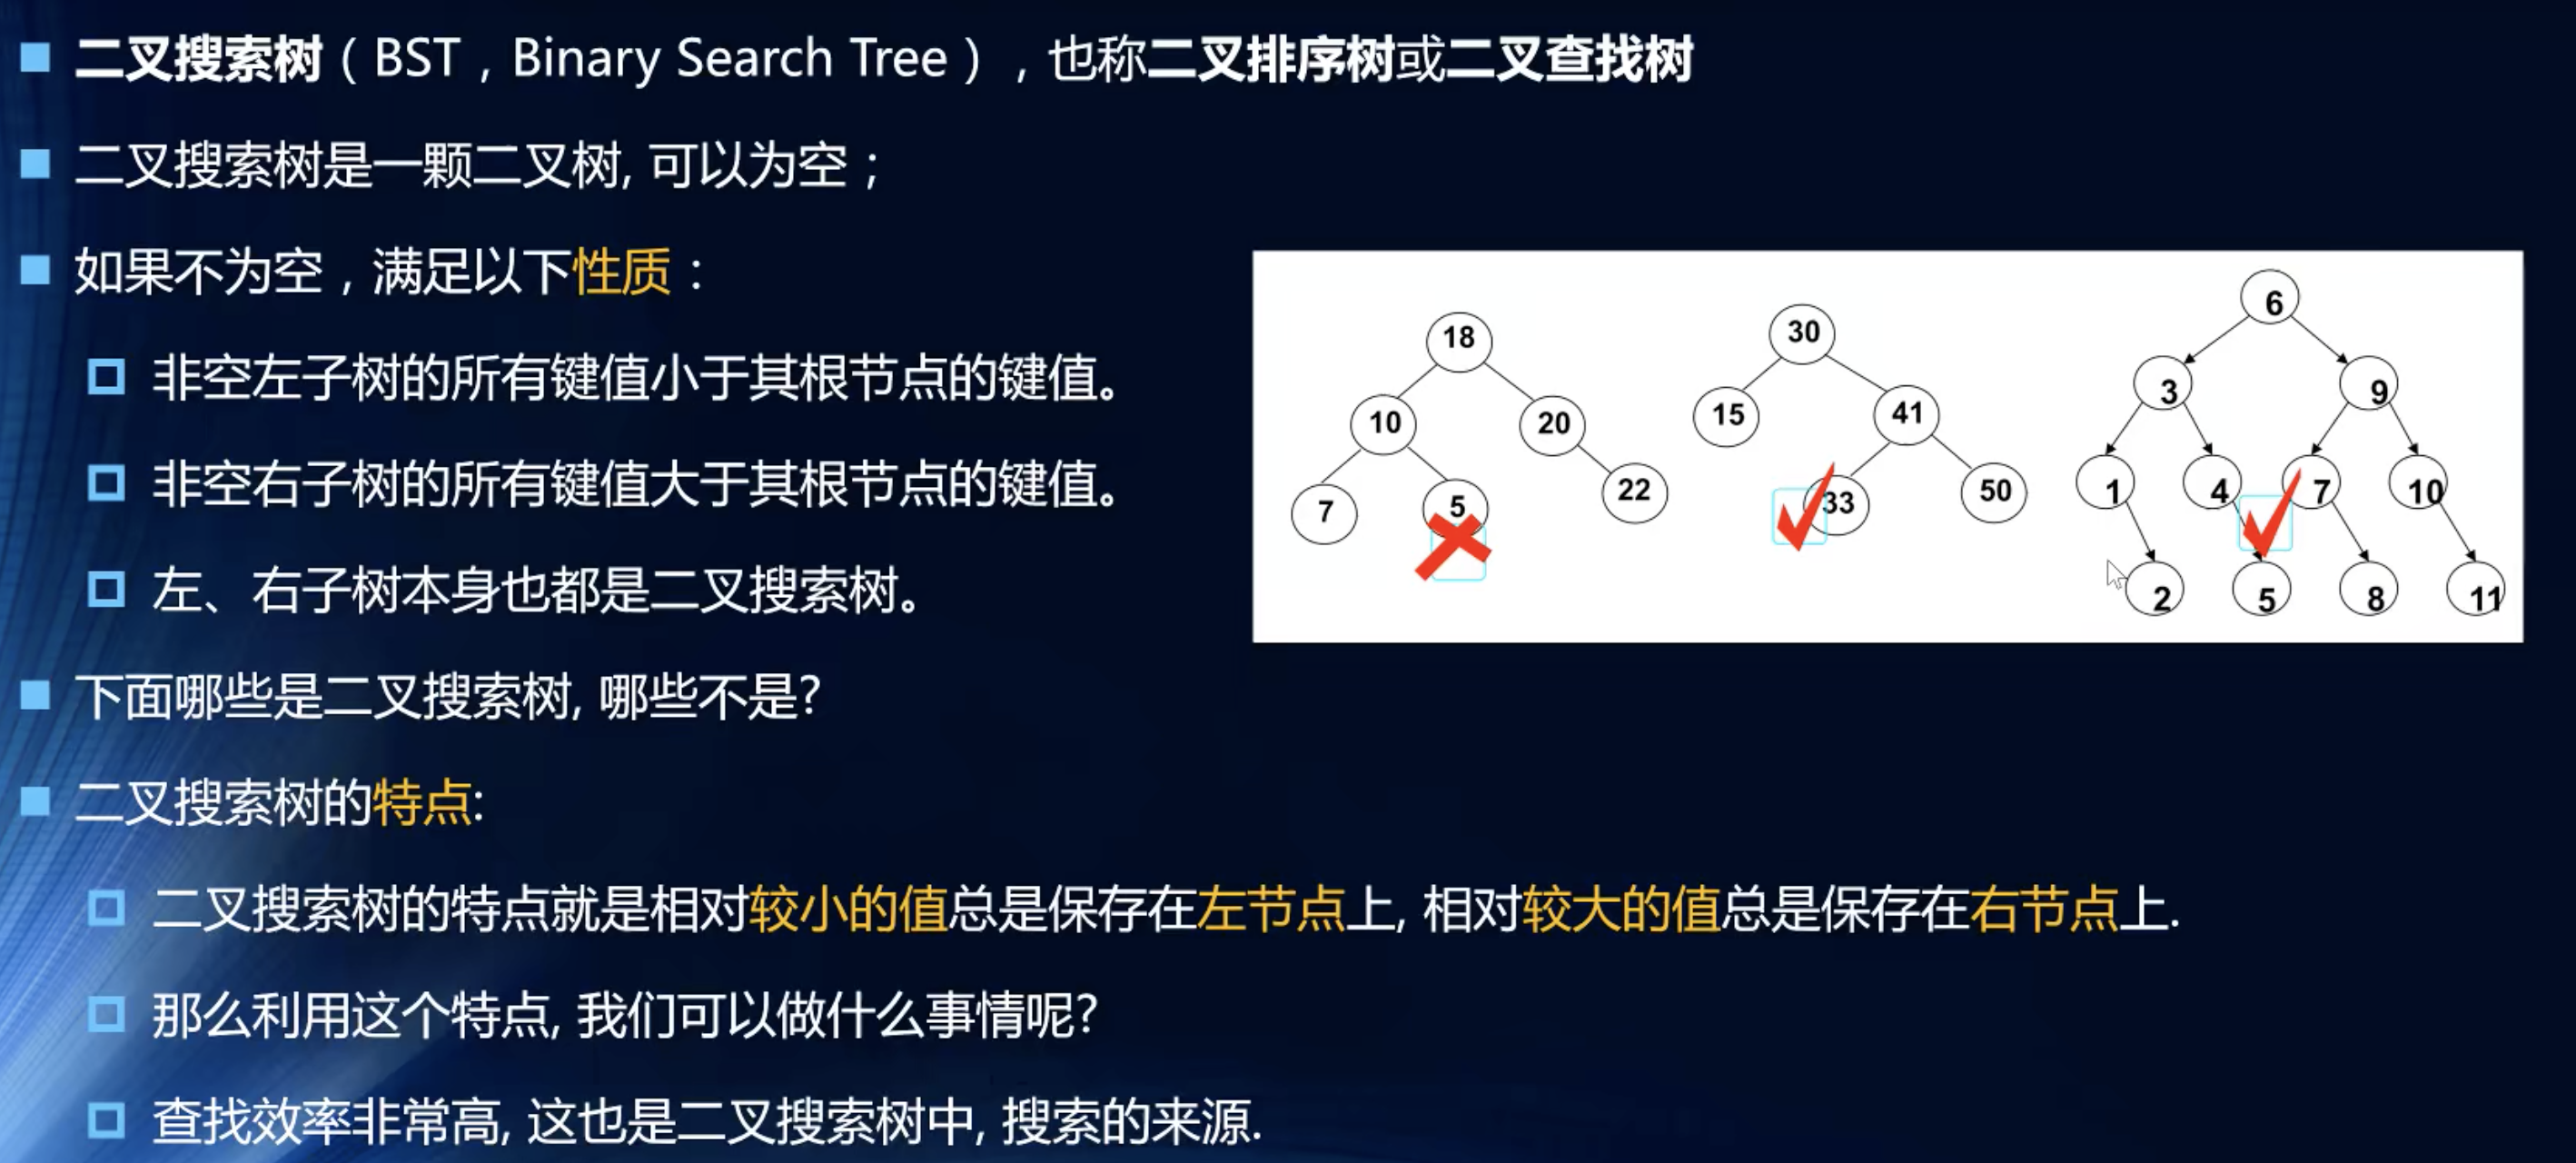 二叉搜索树（BST，Binary Search Tree），也称二叉排序树或二叉查找树
二叉搜索树是一颗二叉树, 可以为空；
如果不为空，满足以下性质：
非空左子树的所有键值小于其根节点的键值。
非空右子树的所有键值大于其根节点的键值。
左、右子树本身也都是二叉搜索树。
18
10 20
7 5 22
30
15 41
33 50
6
3 9
1 4 7 10
2 5 8 11
下面哪些是二叉搜索树, 哪些不是?
二叉搜索树的特点:
二叉搜索树的特点就是相对较小的值总是保存在左节点上, 相对较大的值总是保存在右节点上.
那么利用这个特点, 我们可以做什么事情呢?
查找效率非常高, 这也是二叉搜索树中, 搜索的来源.